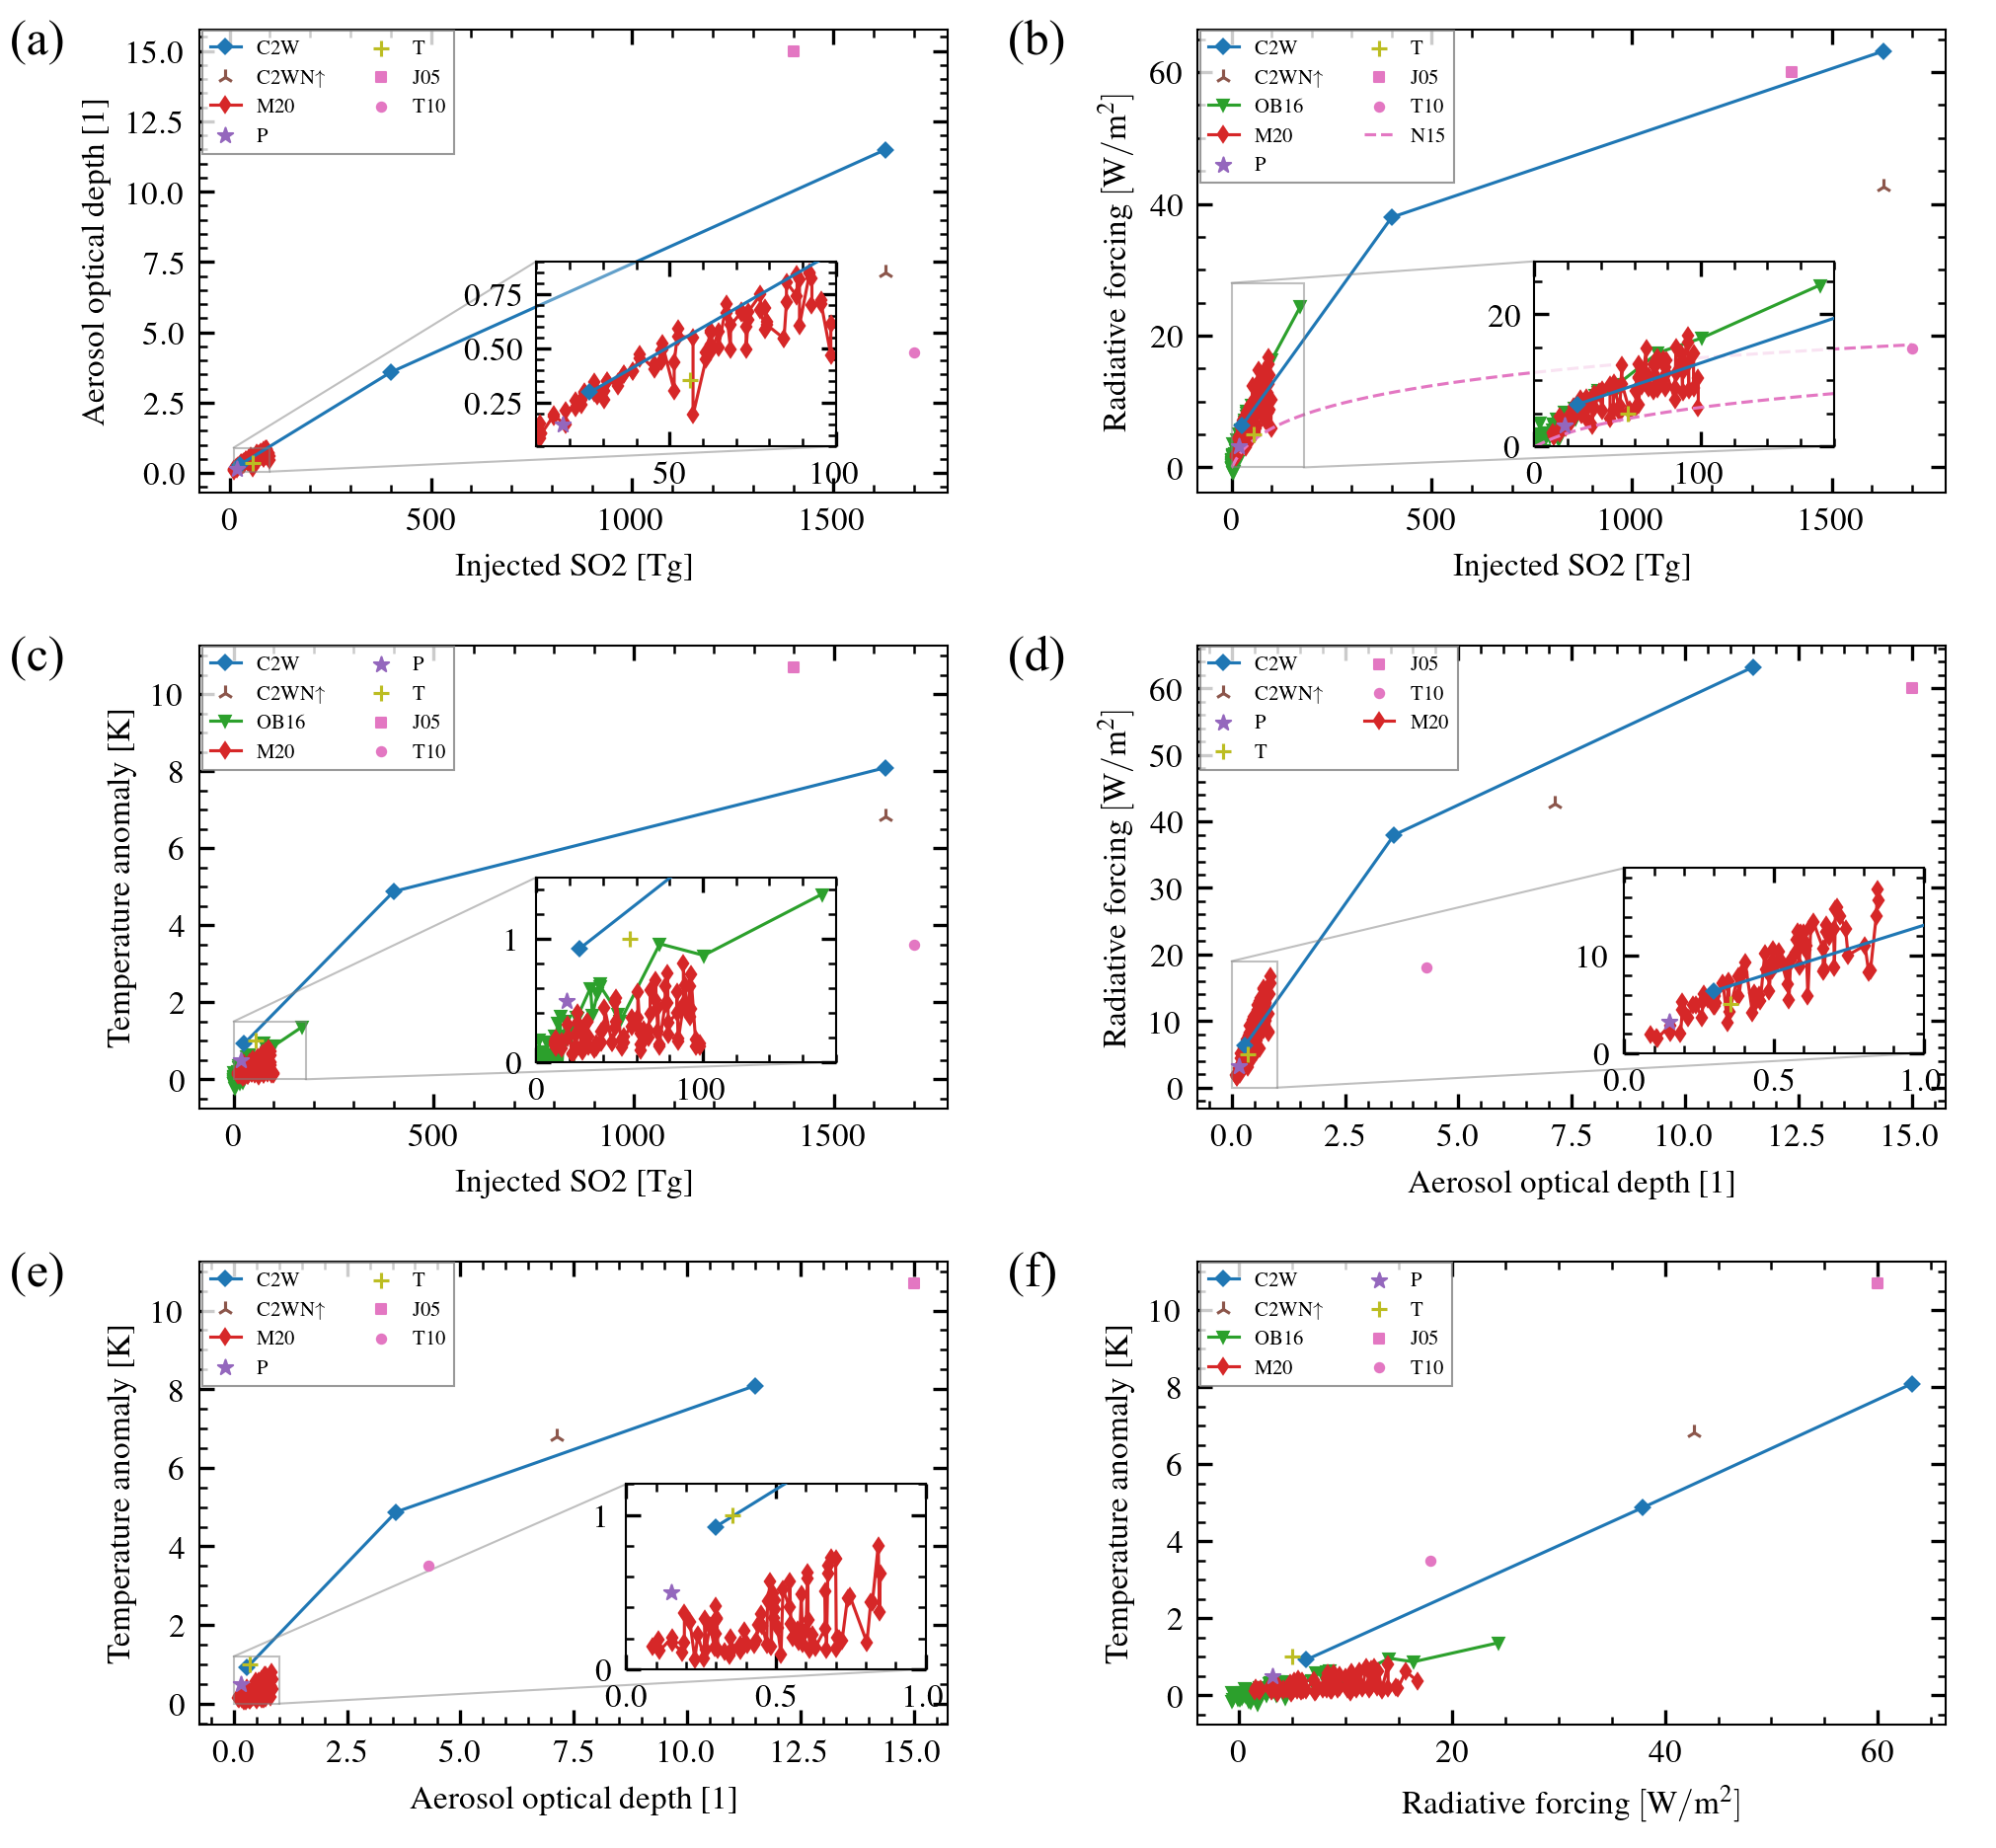 (a)
C2W
C2WN↑
M20
P
T
J05
T10
Aerosol optical depth [1]
15.0
12.5
10.0
7.5
5.0
2.5
0.0
0.75
0.50
0.25
50
100
0
500
1000
1500
Injected SO2 [Tg]
(b)
C2W
C2WN↑
OB16
M20
P
T
J05
T10
N15
Radiative forcing [W/m²]
60
40
20
0
20
0
0
100
0
500
1000
1500
Injected SO2 [Tg]
(c)
C2W
C2WN↑
OB16
M20
P
T
J05
T10
Temperature anomaly [K]
10
8
6
4
2
0
1
0
0
100
0
500
1000
1500
Injected SO2 [Tg]
(d)
C2W
C2WN↑
P
T
J05
T10
M20
Radiative forcing [W/m²]
60
50
40
30
20
10
0
10
0
0.0
0.5
1.0
0.0
2.5
5.0
7.5
10.0
12.5
15.0
Aerosol optical depth [1]
(e)
C2W
C2WN↑
M20
P
T
J05
T10
Temperature anomaly [K]
10
8
6
4
2
0
1
0
0.0
0.5
1.0
0.0
2.5
5.0
7.5
10.0
12.5
15.0
Aerosol optical depth [1]
(f)
C2W
C2WN↑
OB16
M20
P
T
J05
T10
Temperature anomaly [K]
10
8
6
4
2
0
0
20
40
60
Radiative forcing [W/m²]